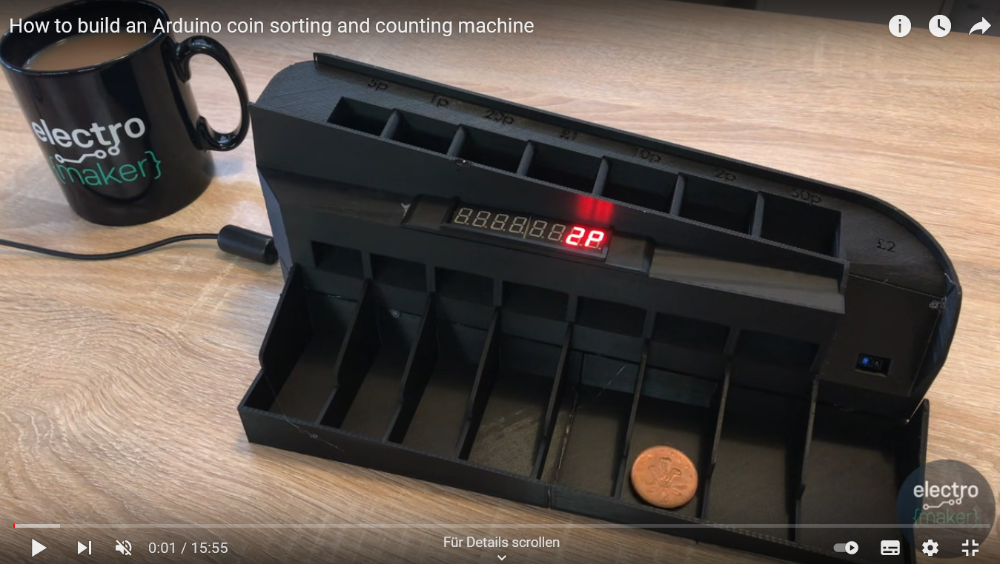 How to build an Arduino coin sorting and counting machine
electro
{maker}
5p
1p
20p
£1
10p
2p
50p
£2
2P
electro
{maker}
0:01 / 15:55
Für Details scrollen